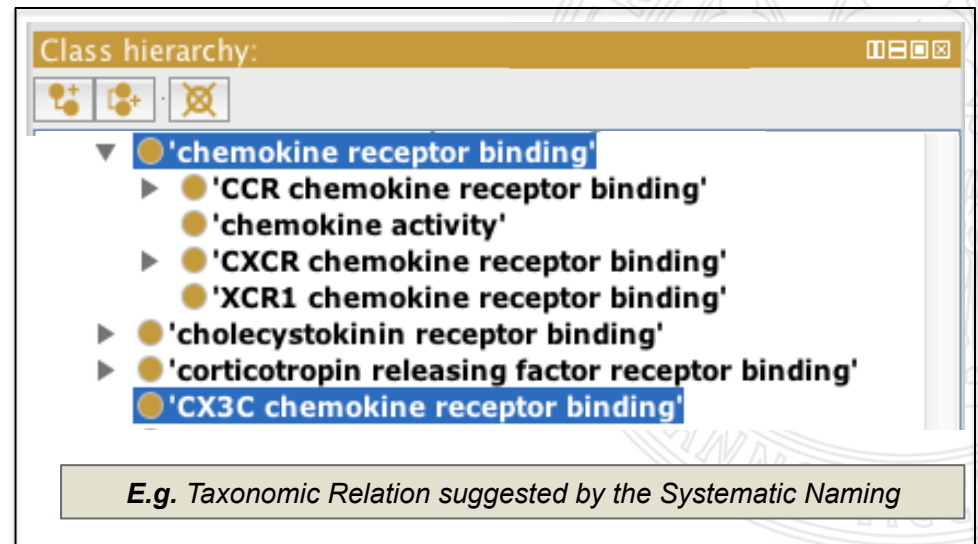 Class hierarchy:
'chemokine receptor binding'
'CCR chemokine receptor binding'
'chemokine activity'
'CXCR chemokine receptor binding'
'XCR1 chemokine receptor binding'
'cholecystokinin receptor binding'
'corticotropin releasing factor receptor binding'
'CX3C chemokine receptor binding'
E.g. Taxonomic Relation suggested by the Systematic Naming